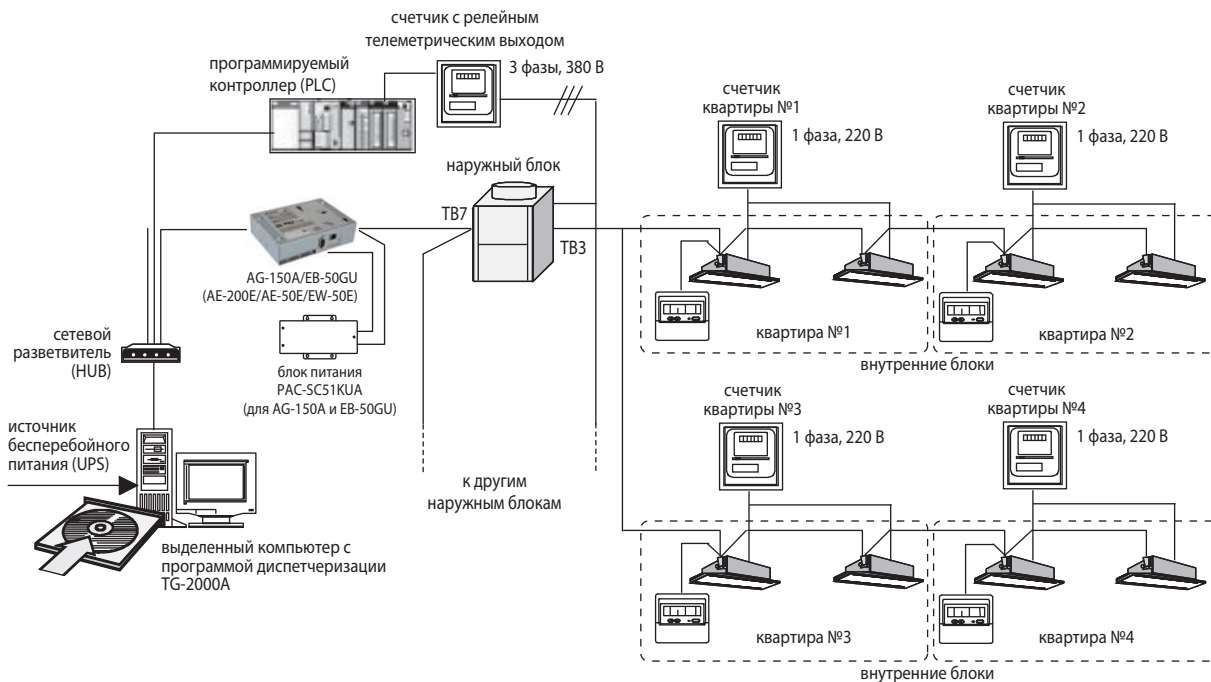 счетчик с релейным
телеметрическим выходом
3 фазы, 380 В
программируемый
контроллер (PLC)
счетчик
квартиры №1
1 фаза, 220 В
счетчик
квартиры №2
1 фаза, 220 В
наружный блок
TB7
TB3
AG-150A/EB-50GU
(AE-200E/AE-50E/EW-50E)
сетевой
разветвитель
(HUB)
блок питания
PAC-SC51KUA
(для AG-150A и EB-50GU)
квартира №1
квартира №2
внутренние блоки
источник
бесперебойного
питания (UPS)
к другим
наружным блокам
выделенный компьютер с
программой диспетчеризации
TG-2000A
счетчик
квартиры №3
1 фаза, 220 В
счетчик
квартиры №4
1 фаза, 220 В
квартира №3
квартира №4
внутренние блоки